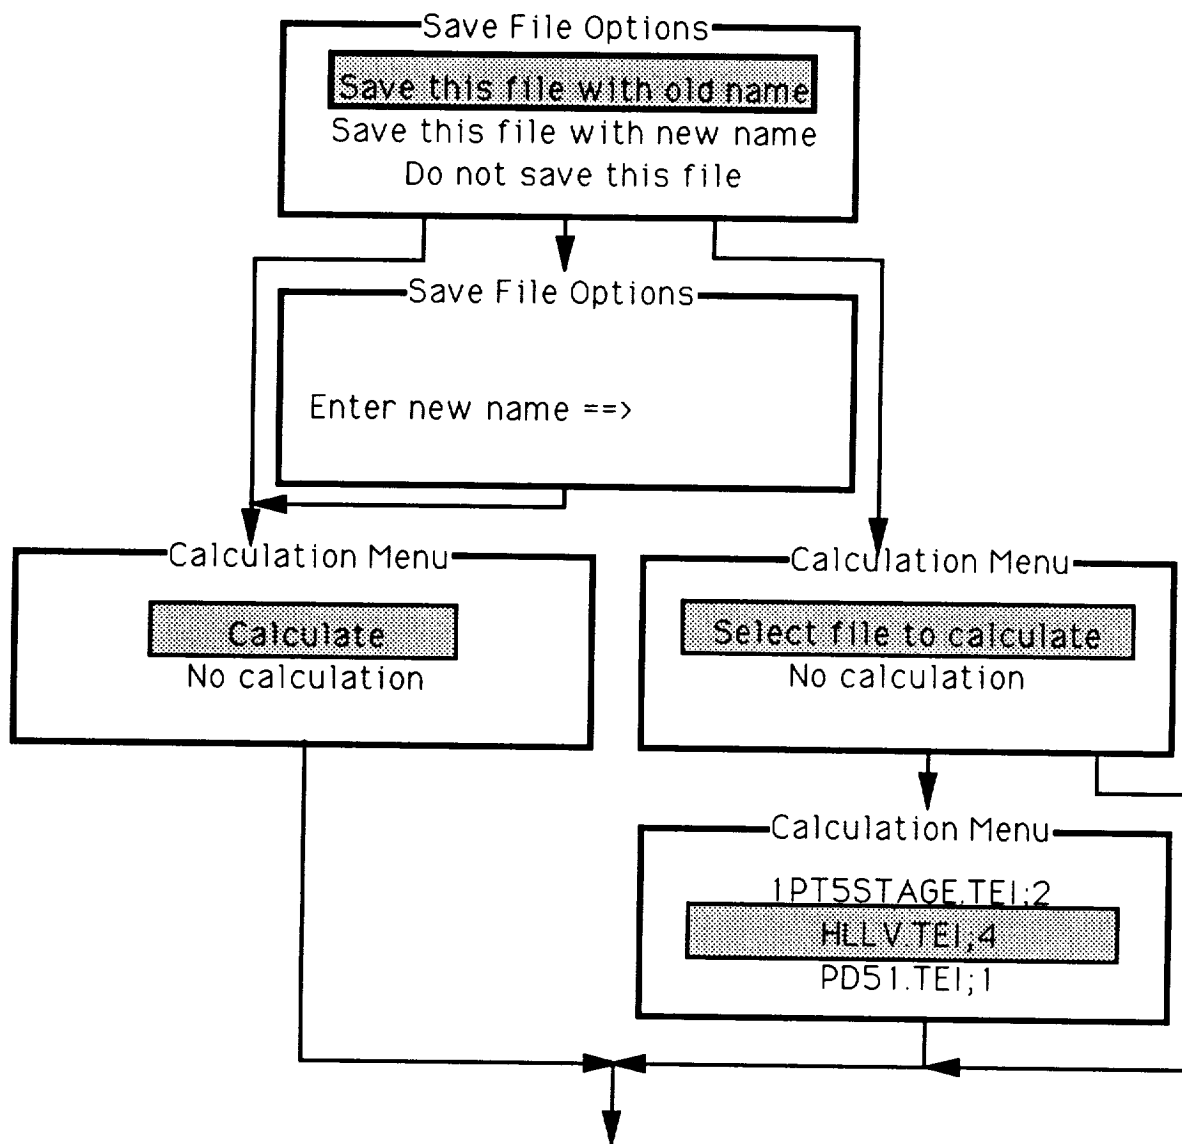 Save File Options
Save this file with old name
Save this file with new name
Do not save this file
Save File Options
Enter new name ==>
Calculation Menu
Calculate
No calculation
Calculation Menu
Select file to calculate
No calculation
Calculation Menu
1PT5STAGE.TEI;2
HLLV.TEI;4
PD51.TEI;1